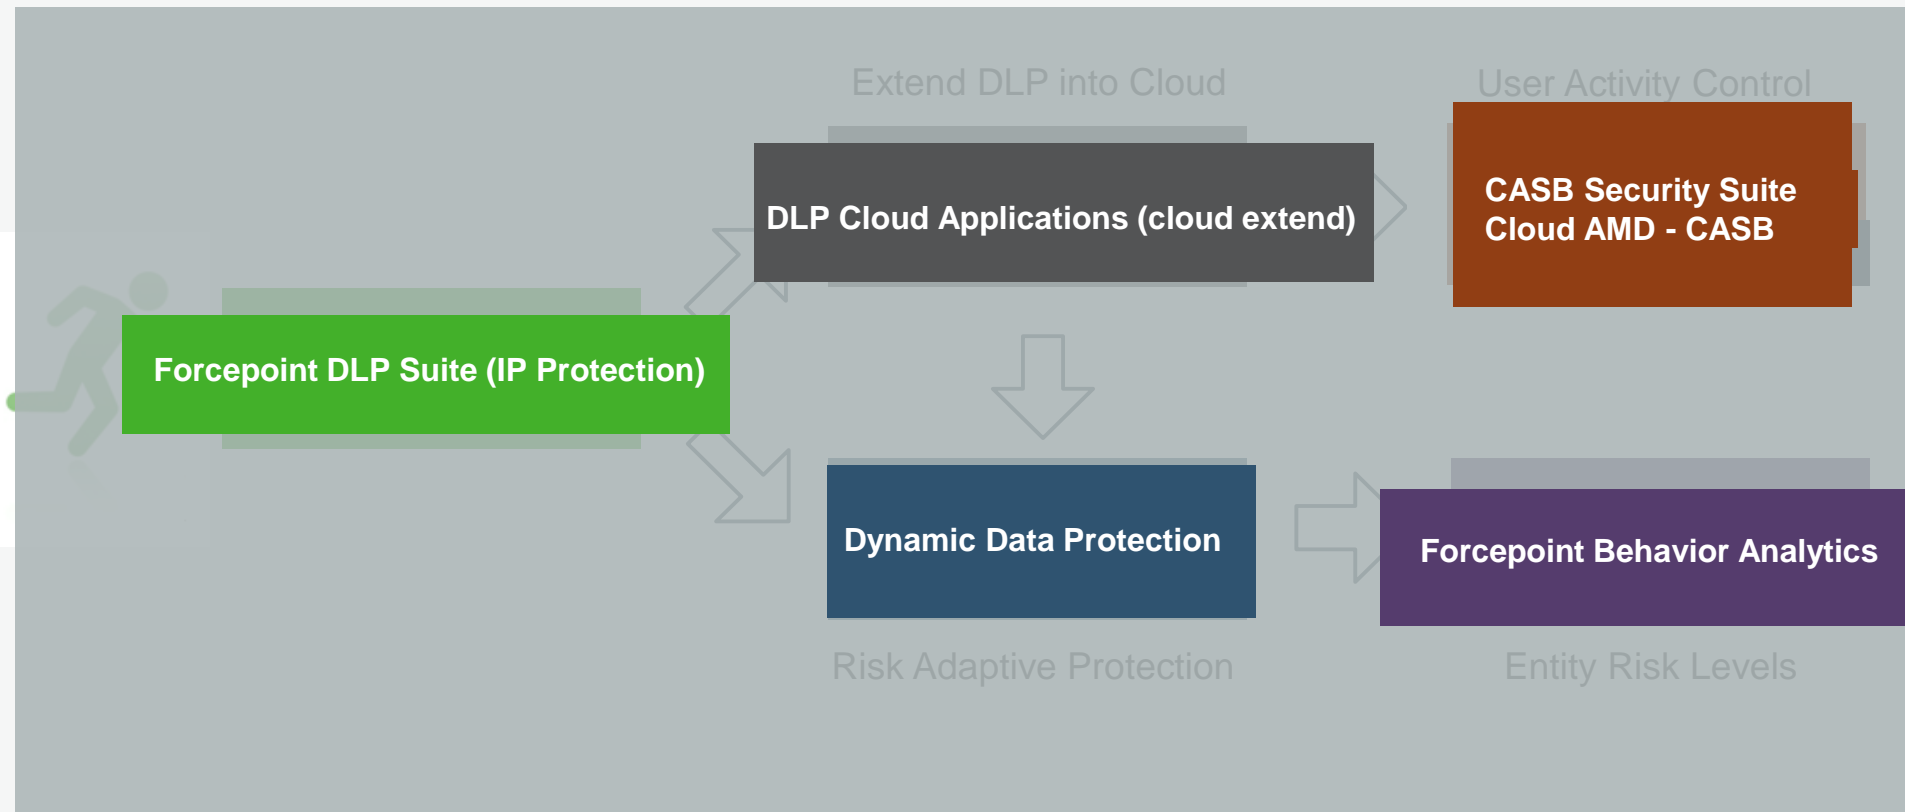 Extend DLP into Cloud
User Activity Control
DLP Cloud Applications (cloud extend)
CASB Security Suite
Cloud AMD - CASB
Forcepoint DLP Suite (IP Protection)
Dynamic Data Protection
Forcepoint Behavior Analytics
Risk Adaptive Protection
Entity Risk Levels